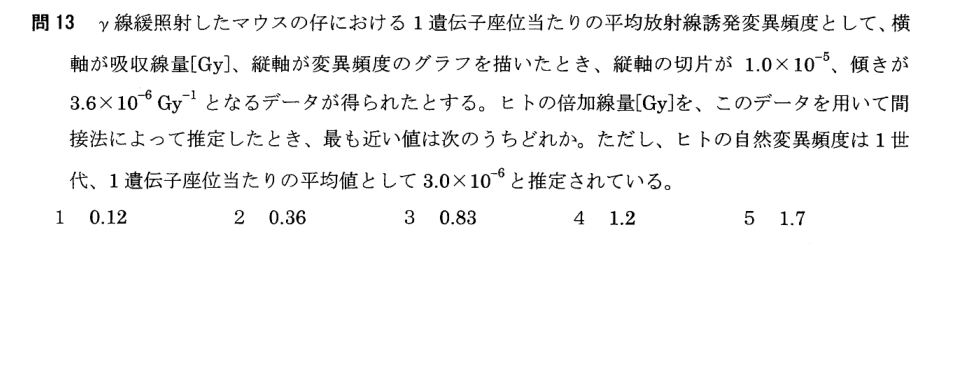 問13 γ線緩照射したマウスの仔における1遺伝子座位当たりの平均放射線誘発変異頻度として、横
軸が吸収線量[Gy]、縦軸が変異頻度のグラフを描いたとき、縦軸の切片が 1.0×10⁻⁵、傾きが
3.6×10⁻⁶ Gy⁻¹ となるデータが得られたとする。ヒトの倍加線量[Gy]を、このデータを用いて間
接法によって推定したとき、最も近い値は次のうちどれか。ただし、ヒトの自然変異頻度は1世
代、1遺伝子座位当たりの平均値として 3.0×10⁻⁶と推定されている。
1 0.12 2 0.36 3 0.83 4 1.2 5 1.7